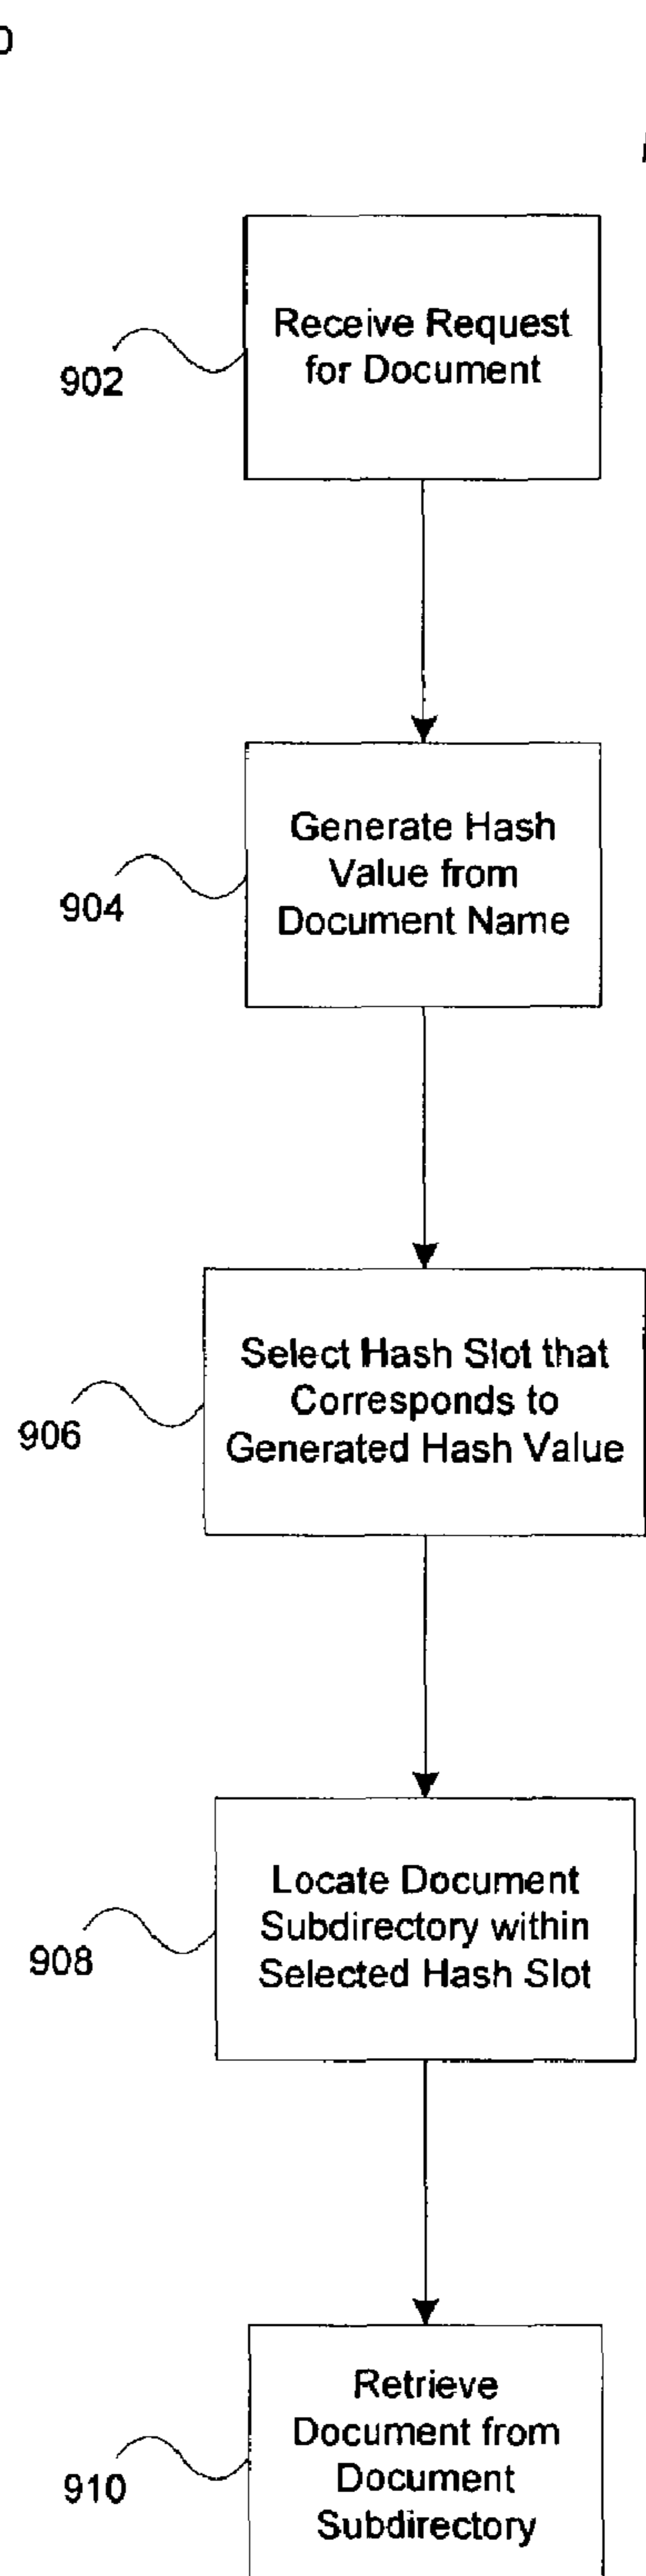 Receive Request
for Document
902
Generate Hash
Value from
Document Name
904
Select Hash Slot that
Corresponds to
Generated Hash Value
906
Locate Document
Subdirectory within
Selected Hash Slot
908
Retrieve
Document from
Document
Subdirectory
910